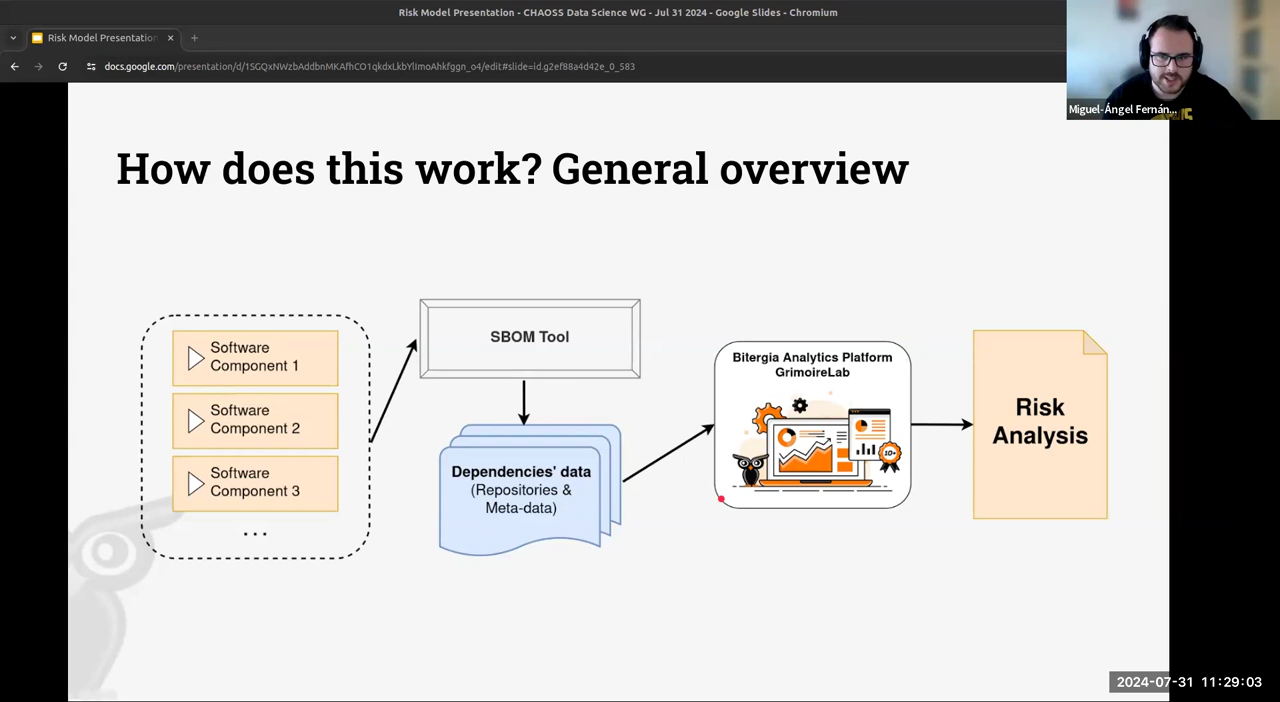 Risk Model Presentation - CHAOSS Data Science WG - Jul 31 2024 - Google Slides - Chromium
Risk Model Presentation
docs.google.com/presentation/d/1SGQxNWzbAddbnMKAfhCO1qkdxLkbYlImoAhkfggn_o4/edit#slide=id.g2ef88a4d42e_0_583
Miguel-Ángel Fernán...
How does this work? General overview
Software
Component 1
Software
Component 2
Software
Component 3
...
SBOM Tool
Dependencies' data
(Repositories &
Meta-data)
Bitergia Analytics Platform
GrimoireLab
10+
Risk
Analysis
2024-07-31 11:29:03